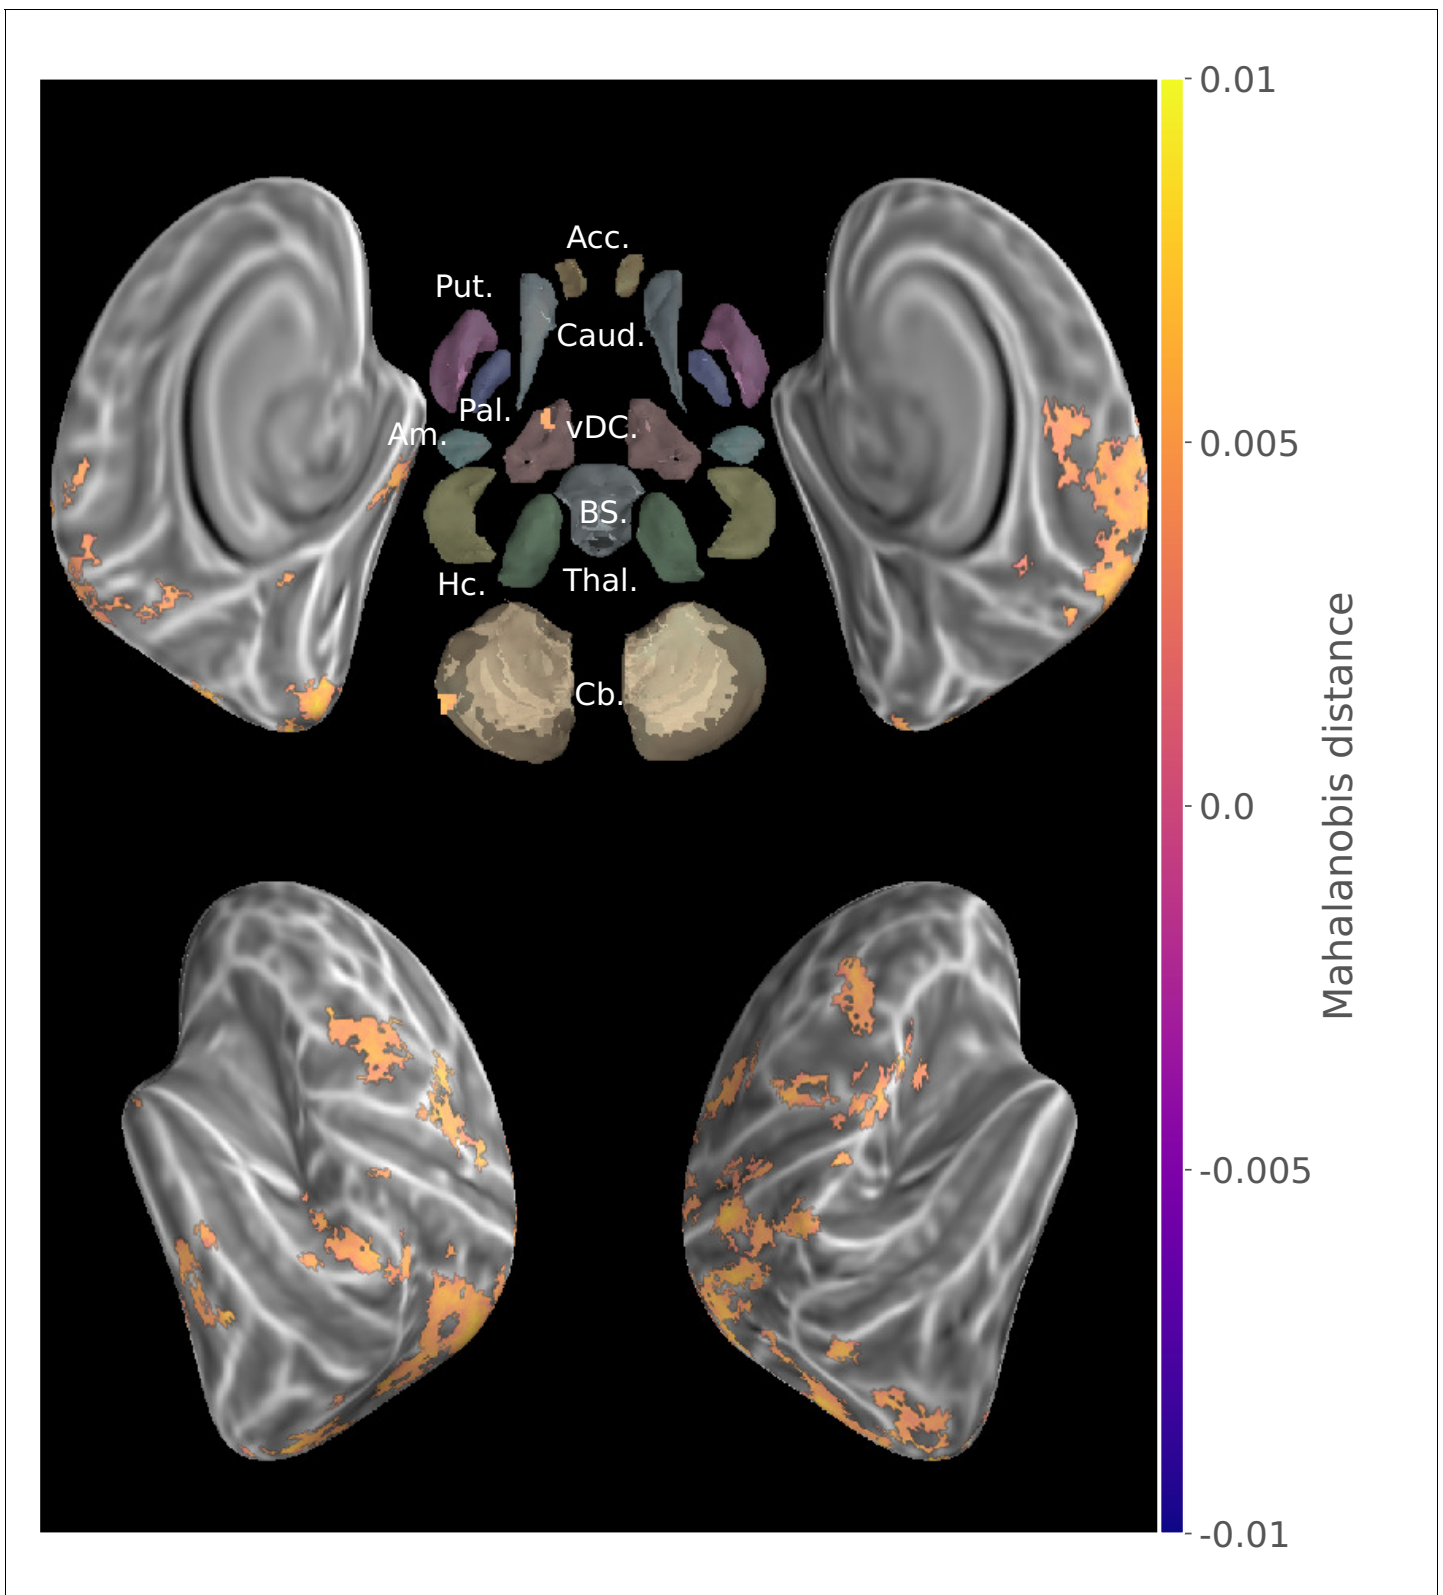 Acc.
Put.
Caud.
Pal.
vDC.
Am.
BS.
Hc.
Thal.
Cb.
0.01
0.005
0.0
-0.005
-0.01
Mahalanobis distance